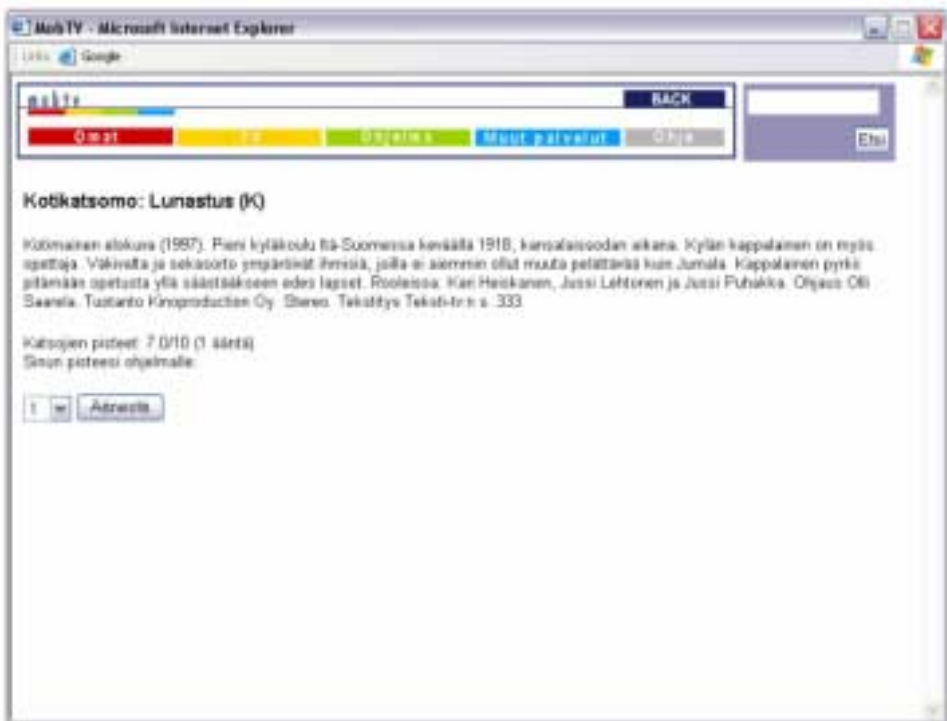 MobTV - Microsoft Internet Explorer
Links Google
mobtv
BACK
Omat TV Ohjelma Muut palvelut Ohje
Etsi
Kotikatsomo: Lunastus (K)
Kotimainen elokuva (1997). Pieni kyläkoulu Itä-Suomessa keväällä 1918, kansalaissodan aikana. Kylän kappalainen on myös
opettaja. Väkivalta ja sekasorto ympäröivät ihmisiä, joilla ei aiemmin ollut muuta pelättävää kuin Jumala. Kappalainen pyrkii
pitämään opetusta yllä säästääkseen edes lapset. Rooleissa: Kari Heiskanen, Jussi Lehtonen ja Jussi Puhakka. Ohjaus Olli
Saarela. Tuotanto Kinoproduction Oy. Stereo. Tekstitys Teksti-tv:n s. 333.
Katsojien pisteet: 7.0/10 (1 ääntä)
Sinun pisteesi ohjelmalle:
1 Äänestä